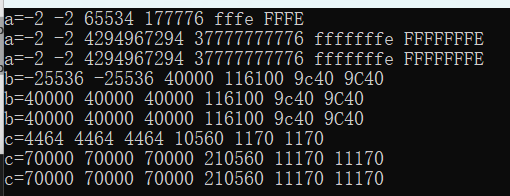 a=-2 -2 65534 177776 fffe FFFE
a=-2 -2 4294967294 37777777776 fffffffe FFFFFFFE
a=-2 -2 4294967294 37777777776 fffffffe FFFFFFFE
b=-25536 -25536 40000 116100 9c40 9C40
b=40000 40000 40000 116100 9c40 9C40
b=40000 40000 40000 116100 9c40 9C40
c=4464 4464 4464 10560 1170 1170
c=70000 70000 70000 210560 11170 11170
c=70000 70000 70000 210560 11170 11170